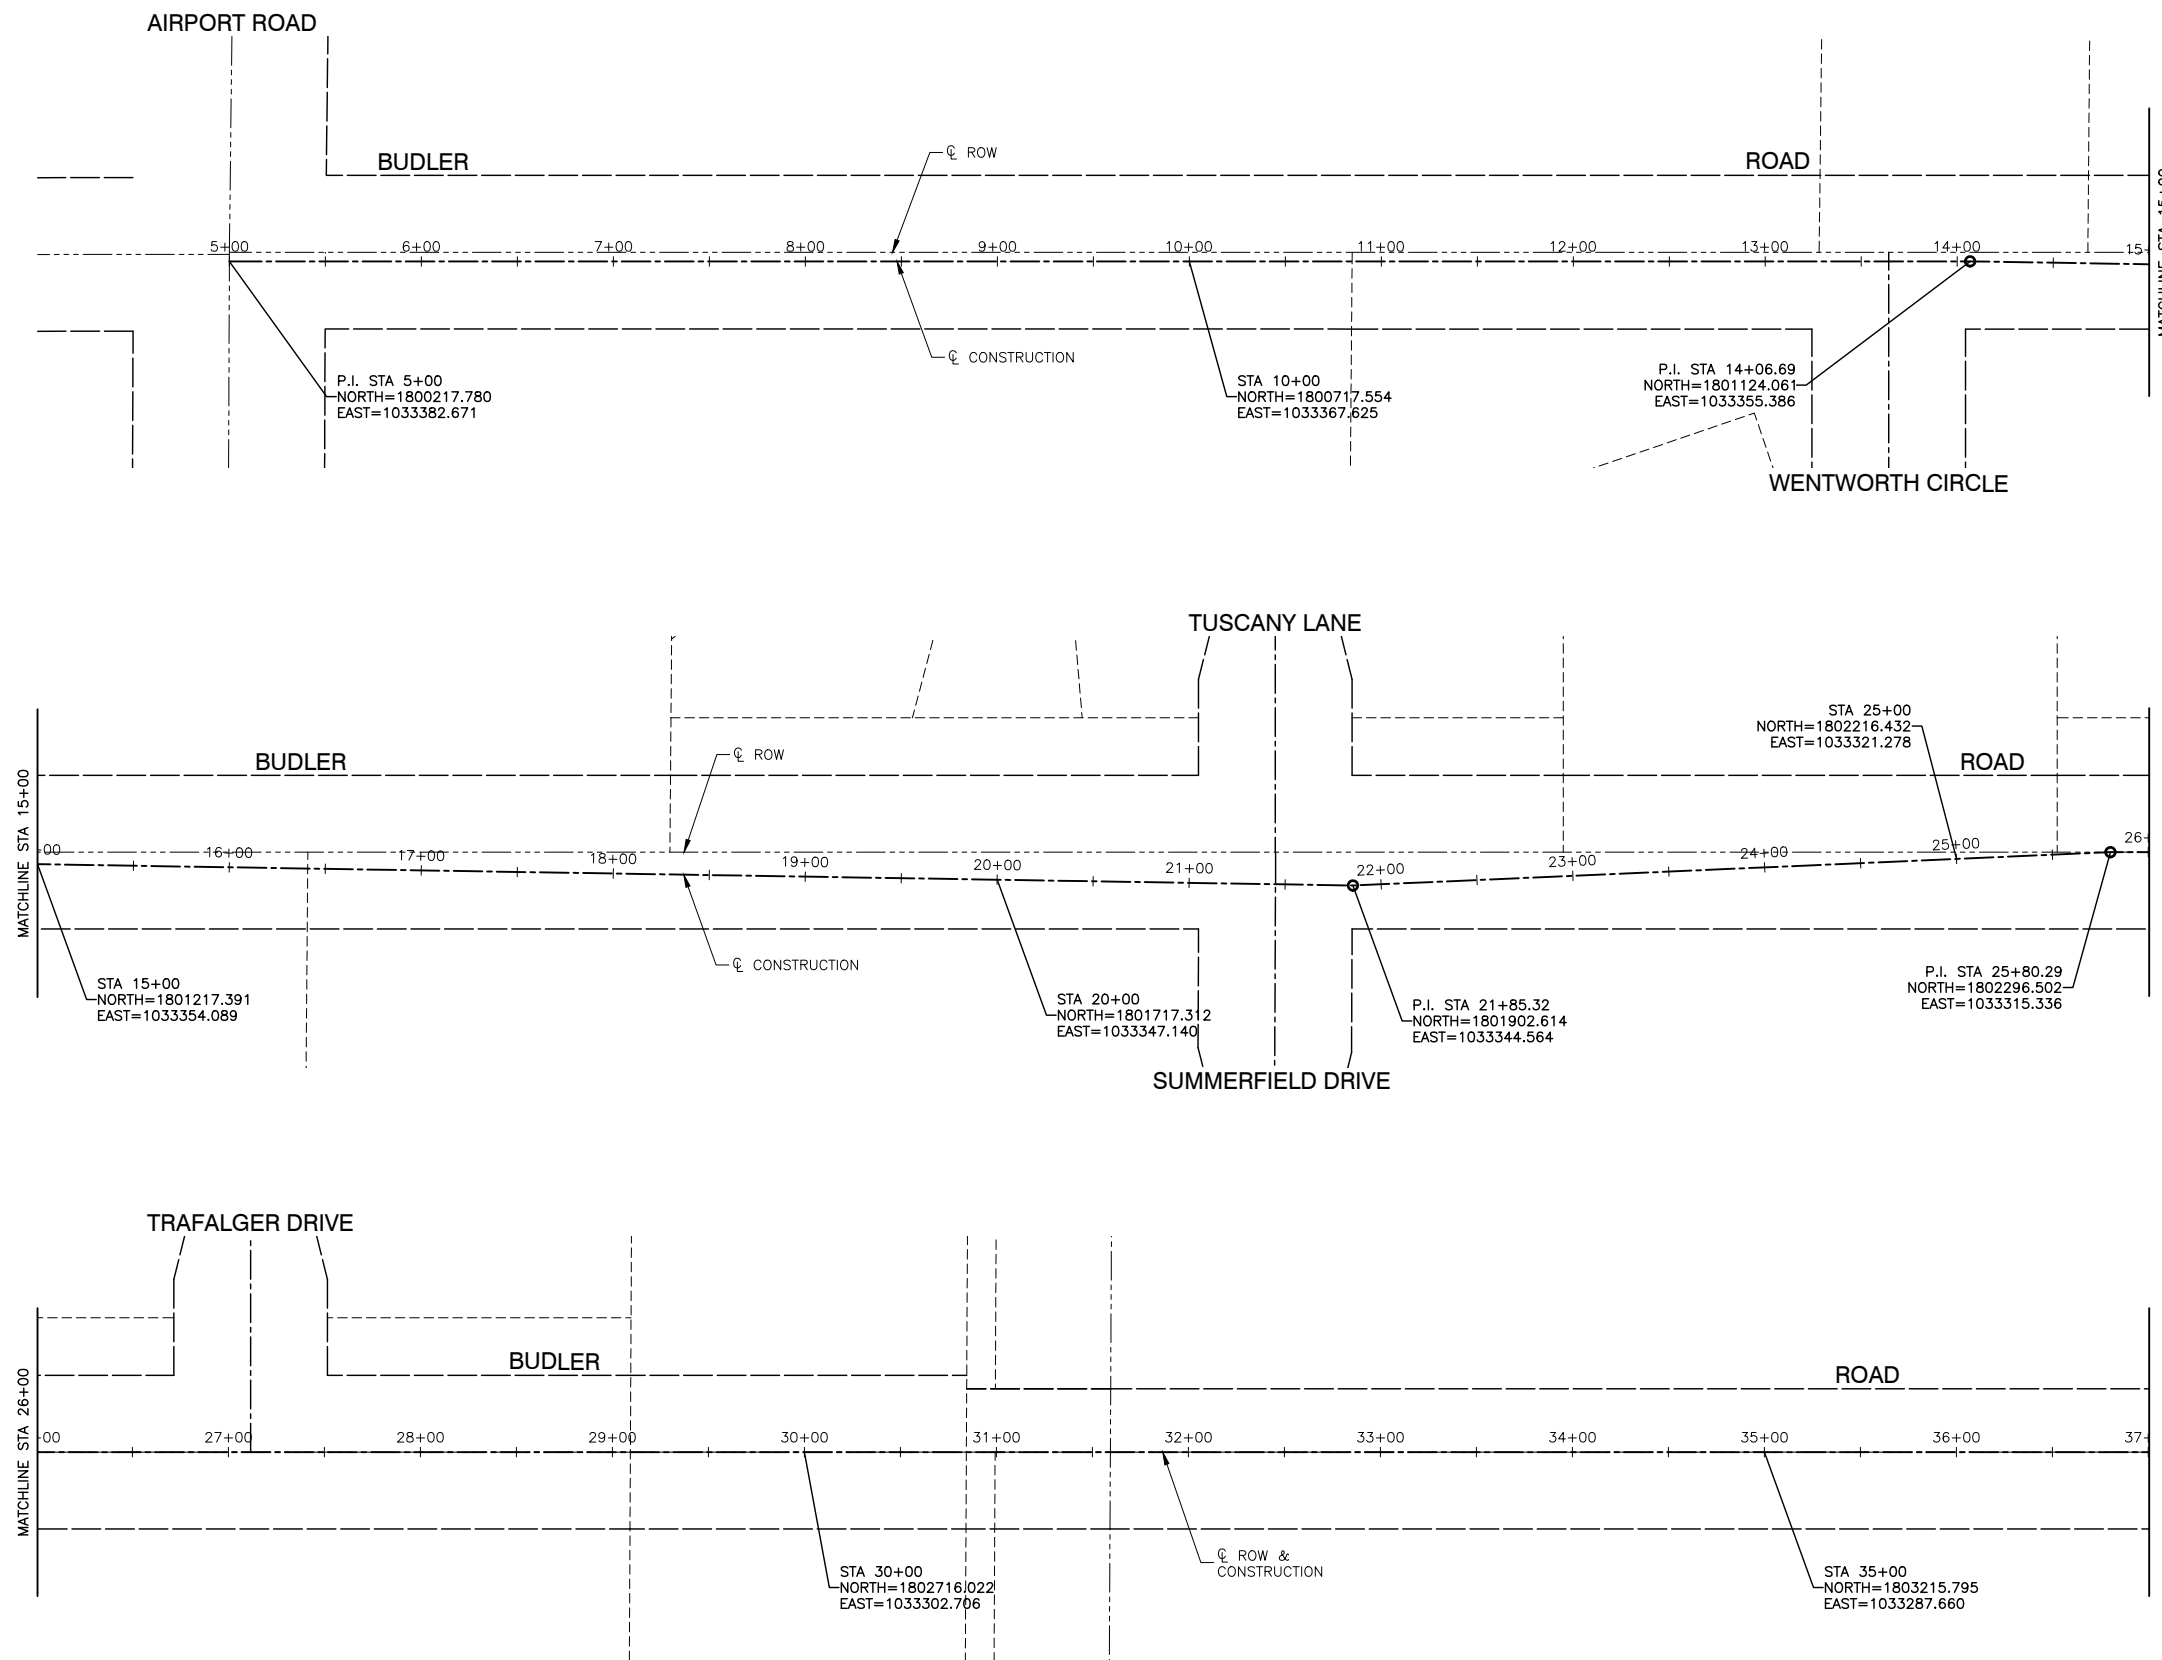 AIRPORT ROAD
BUDLER
℄ ROW
ROAD
5+00
6+00
7+00
8+00
9+00
10+00
11+00
12+00
13+00
14+00
15
MATCHLINE STA 15+00
℄ CONSTRUCTION
P.I. STA 5+00
NORTH=1800217.780
EAST=1033382.671
STA 10+00
NORTH=1800717.554
EAST=1033367.625
P.I. STA 14+06.69
NORTH=1801124.061
EAST=1033355.386
WENTWORTH CIRCLE
TUSCANY LANE
BUDLER
℄ ROW
STA 25+00
NORTH=1802216.432
EAST=1033321.278
ROAD
MATCHLINE STA 15+00
00
16+00
17+00
18+00
19+00
20+00
21+00
22+00
23+00
24+00
25+00
26
℄ CONSTRUCTION
STA 15+00
NORTH=1801217.391
EAST=1033354.089
STA 20+00
NORTH=1801717.312
EAST=1033347.140
P.I. STA 21+85.32
NORTH=1801902.614
EAST=1033344.564
P.I. STA 25+80.29
NORTH=1802296.502
EAST=1033315.336
SUMMERFIELD DRIVE
TRAFALGER DRIVE
BUDLER
ROAD
MATCHLINE STA 26+00
00
27+00
28+00
29+00
30+00
31+00
32+00
33+00
34+00
35+00
36+00
37
℄ ROW &
CONSTRUCTION
STA 30+00
NORTH=1802716.022
EAST=1033302.706
STA 35+00
NORTH=1803215.795
EAST=1033287.660